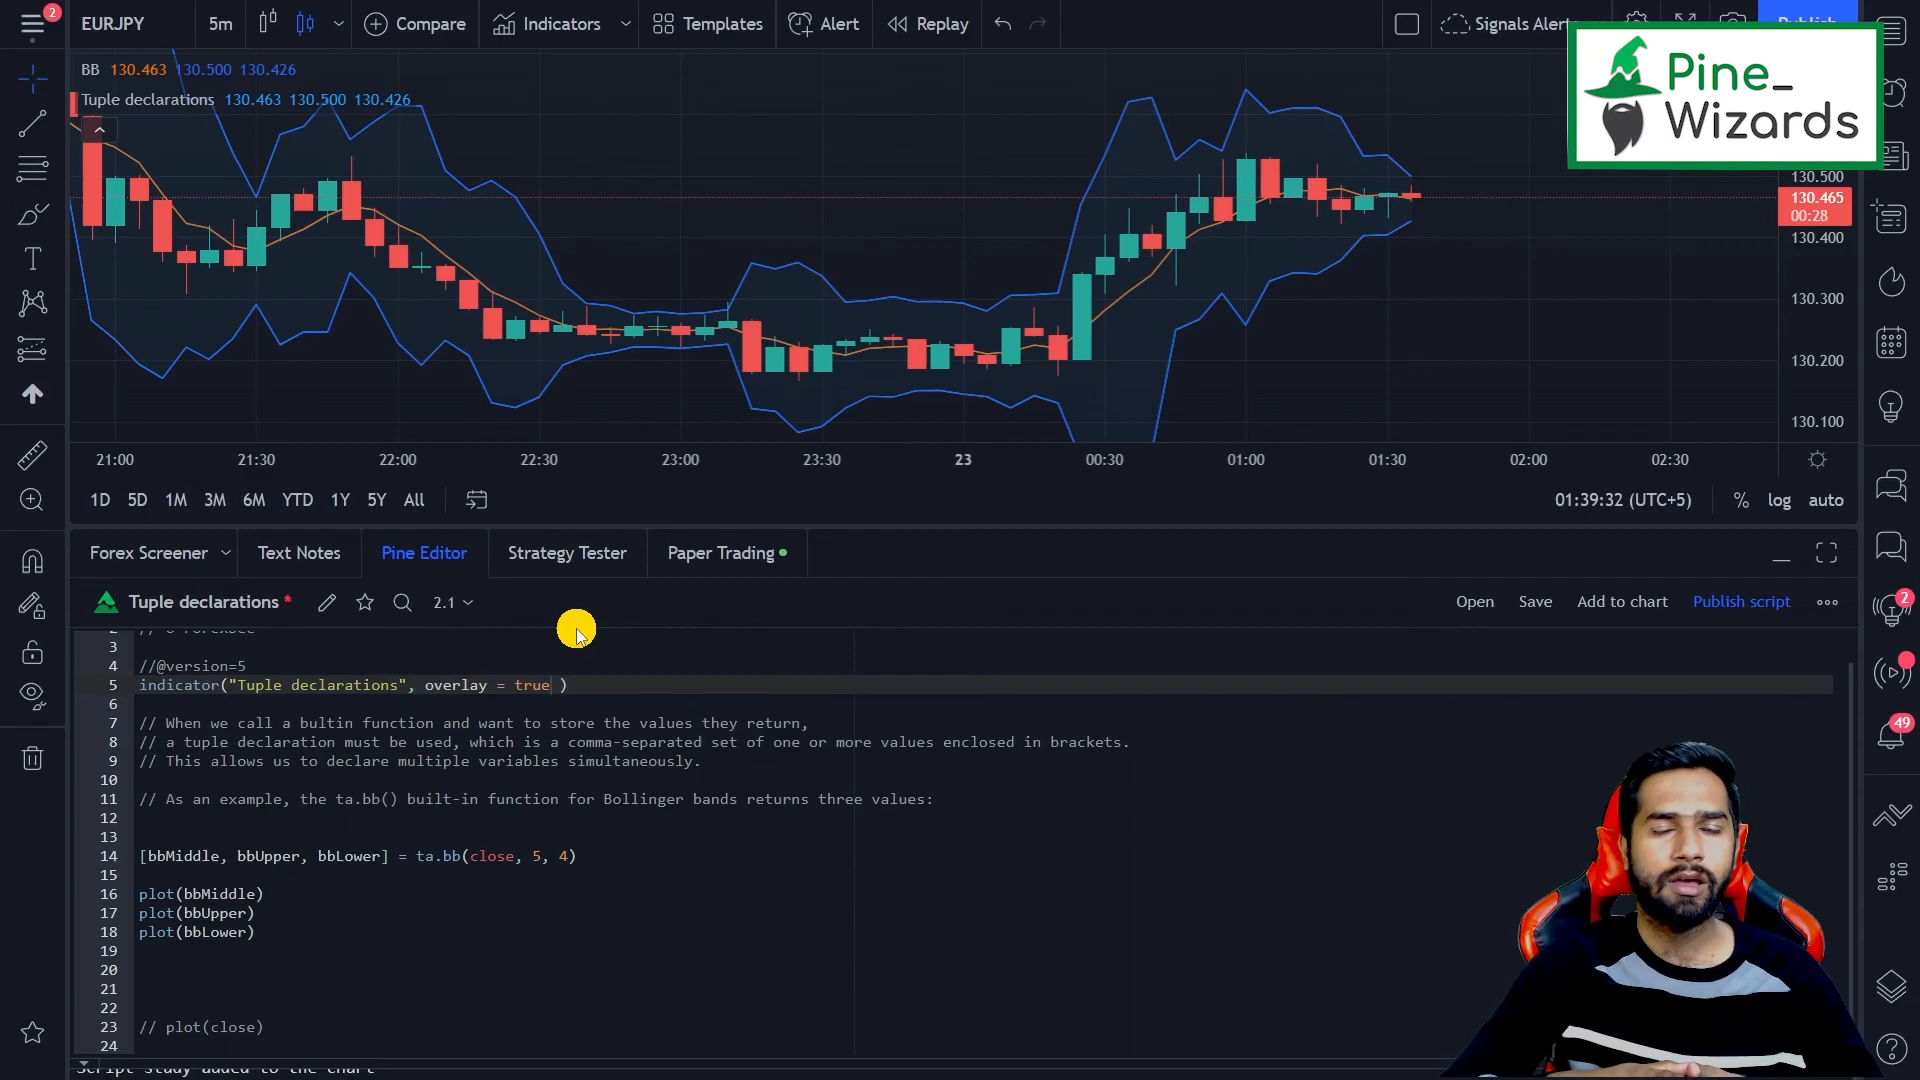 2
EURJPY
5m
Compare
Indicators
Templates
Alert
Replay
Signals Alert
Publish
Pine_
Wizards
BB 130.463 130.500 130.426
Tuple declarations 130.463 130.500 130.426
130.500
130.465
00:28
130.400
130.300
130.200
130.100
21:00 21:30 22:00 22:30 23:00 23:30 23 00:30 01:00 01:30 02:00 02:30
1D 5D 1M 3M 6M YTD 1Y 5Y All
01:39:32 (UTC+5) % log auto
Forex Screener Text Notes Pine Editor Strategy Tester Paper Trading
Tuple declarations * 2.1
Open Save Add to chart Publish script
2
49
3
4 //@version=5
5 indicator("Tuple declarations", overlay = true )
6
7 // When we call a bultin function and want to store the values they return,
8 // a tuple declaration must be used, which is a comma-separated set of one or more values enclosed in brackets.
9 // This allows us to declare multiple variables simultaneously.
10
11 // As an example, the ta.bb() built-in function for Bollinger bands returns three values:
12
13
14 [bbMiddle, bbUpper, bbLower] = ta.bb(close, 5, 4)
15
16 plot(bbMiddle)
17 plot(bbUpper)
18 plot(bbLower)
19
20
21
22
23 // plot(close)
24
Script study added to the chart